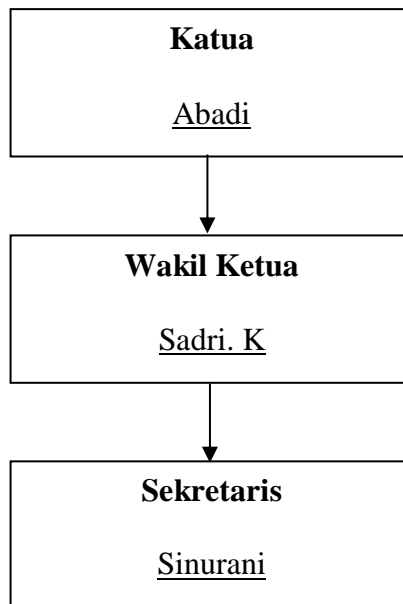 Katua
Abadi
Wakil Ketua
Sadri. K
Sekretaris
Sinurani